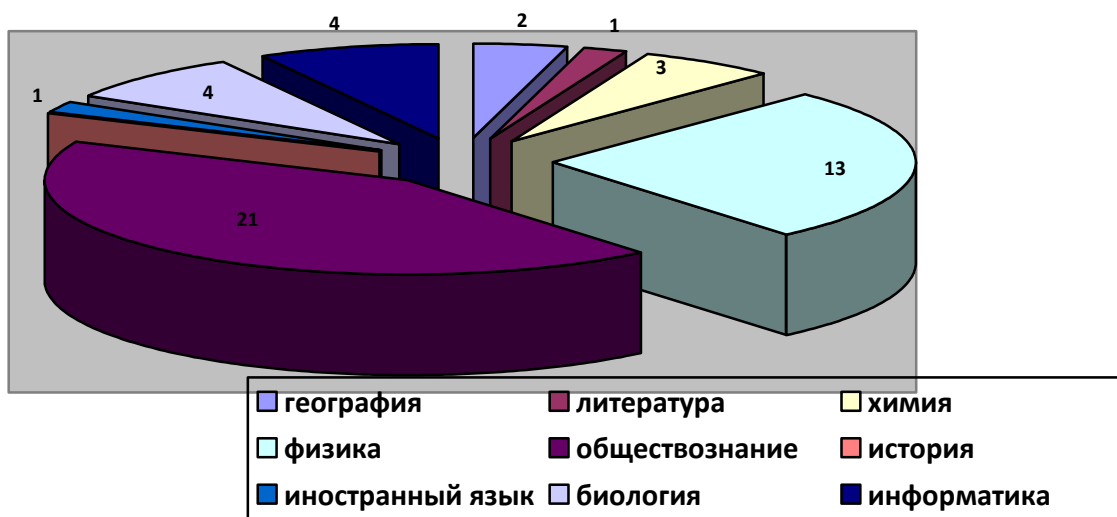 4 2 1
3
1 4
13
21
география литература химия
физика обществознание история
иностранный язык биология информатика